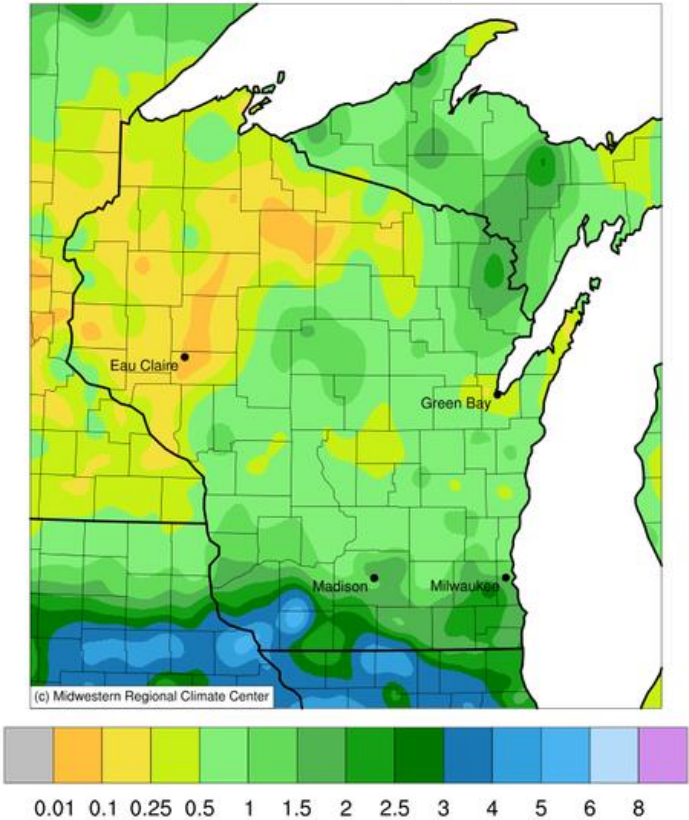 Eau Claire
Green Bay
Madison
Milwaukee
(c) Midwestern Regional Climate Center
0.01 0.1 0.25 0.5 1 1.5 2 2.5 3 4 5 6 8